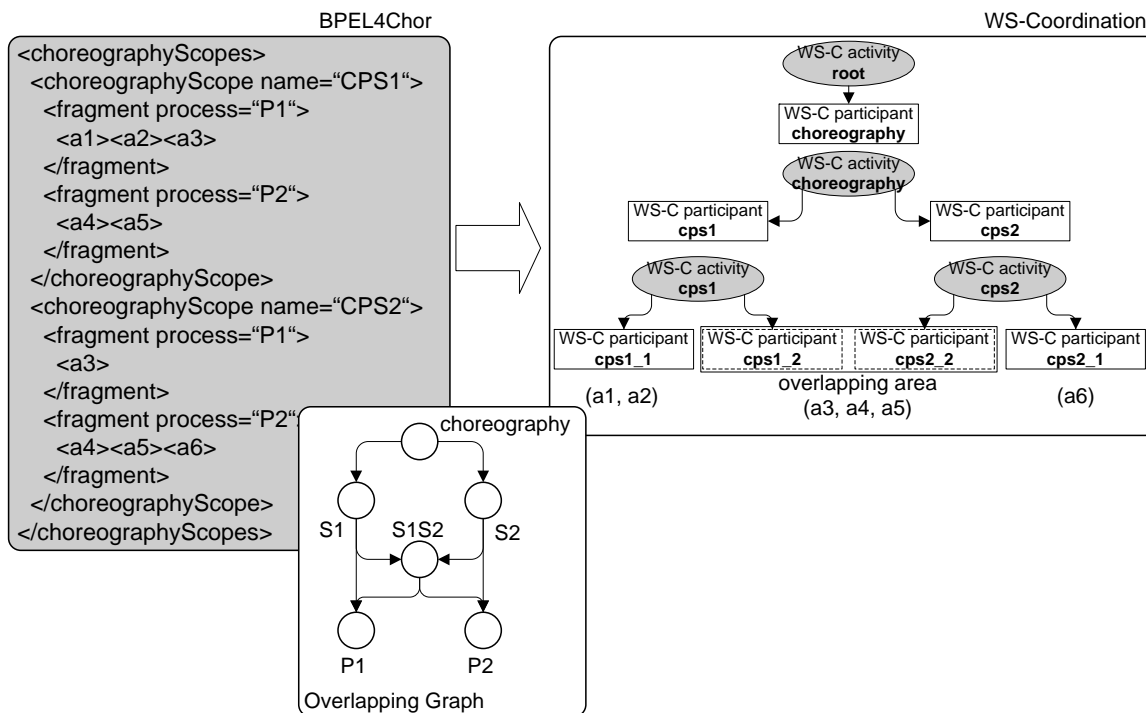 BPEL4Chor
<choreographyScopes>
<choreographyScope name=“CPS1“>
<fragment process=“P1“>
<a1><a2><a3>
</fragment>
<fragment process=“P2“>
<a4><a5>
</fragment>
</choreographyScope>
<choreographyScope name=“CPS2“>
<fragment process=“P1“>
<a3>
</fragment>
<fragment process=“P2“>
<a4><a5><a6>
</fragment>
</choreographyScope>
</choreographyScopes>
WS-Coordination
WS-C activity
root
WS-C participant
choreography
WS-C activity
choreography
WS-C participant
cps1
WS-C participant
cps2
WS-C activity
cps1
WS-C activity
cps2
WS-C participant
cps1_1
WS-C participant
cps1_2
WS-C participant
cps2_2
WS-C participant
cps2_1
(a1, a2)
overlapping area
(a3, a4, a5)
(a6)
choreography
S1
S1S2
S2
P1
P2
Overlapping Graph